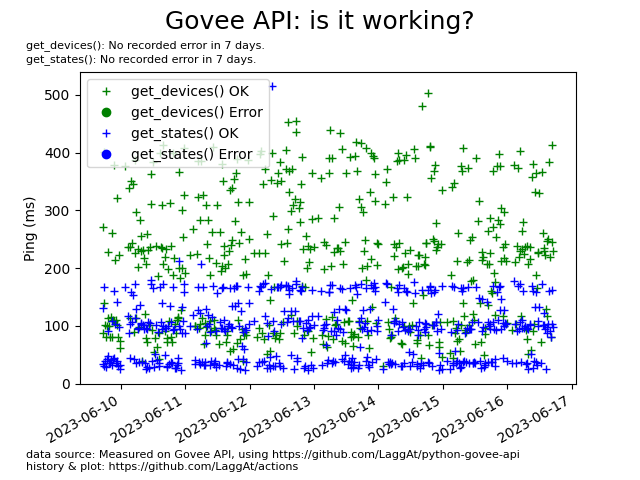 Govee API: is it working?
get_devices(): No recorded error in 7 days.
get_states(): No recorded error in 7 days.
get_devices() OK
get_devices() Error
get_states() OK
get_states() Error
Ping (ms)
500
400
300
200
100
0
2023-06-10
2023-06-11
2023-06-12
2023-06-13
2023-06-14
2023-06-15
2023-06-16
2023-06-17
data source: Measured on Govee API, using https://github.com/LaggAt/python-govee-api
history & plot: https://github.com/LaggAt/actions